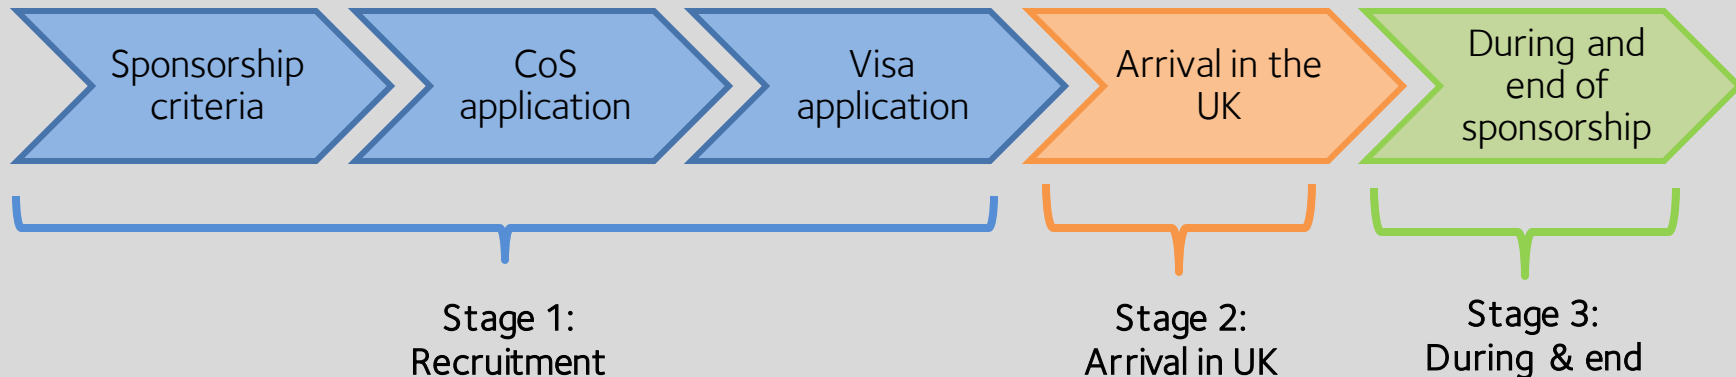 Sponsorship
criteria
CoS
application
Visa
application
Arrival in the
UK
During and
end of
sponsorship
Stage 1:
Recruitment
Stage 2:
Arrival in UK
Stage 3:
During & end